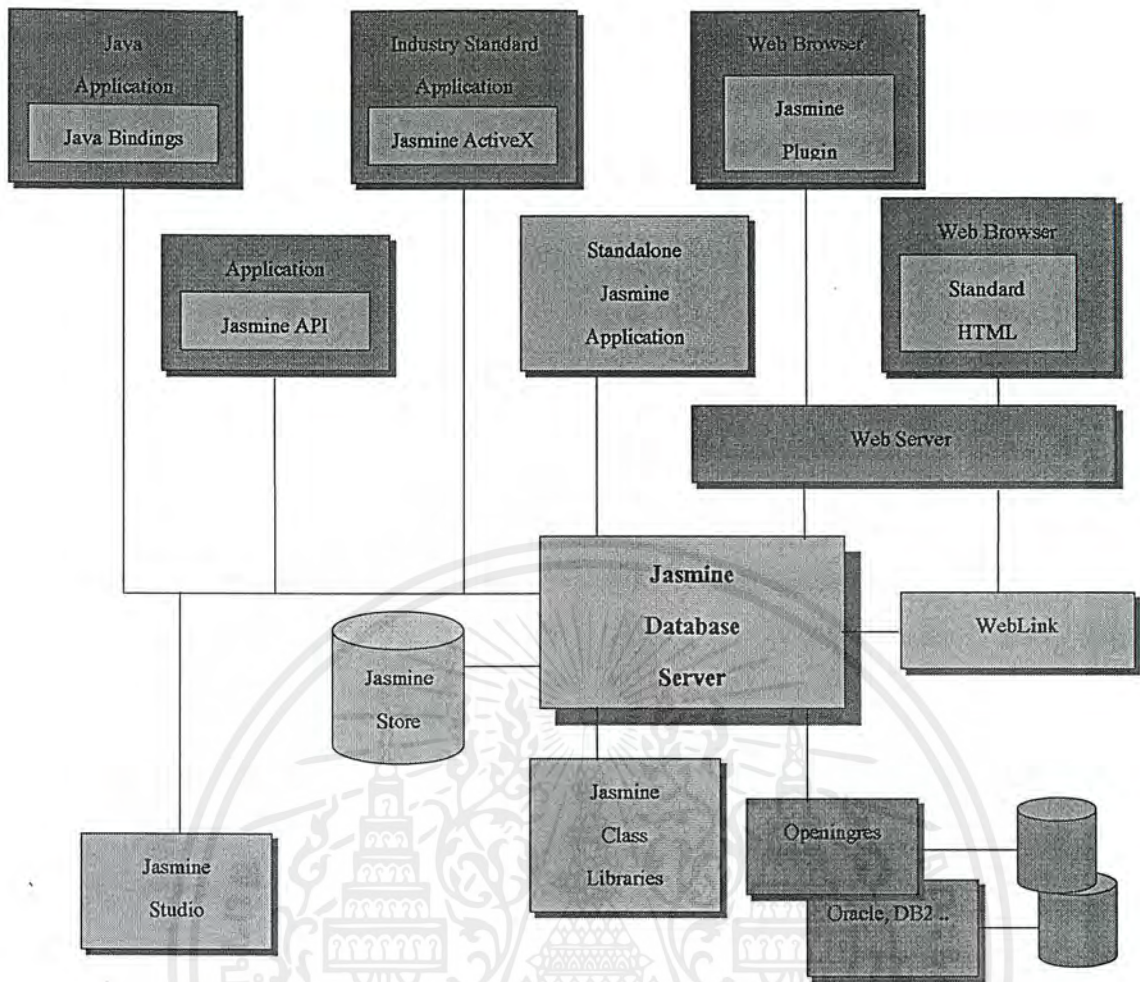 Java
Application
Java Bindings
Industry Standard
Application
Jasmine ActiveX
Web Browser
Jasmine
Plugin
Application
Jasmine API
Standalone
Jasmine
Application
Web Browser
Standard
HTML
Web Server
Jasmine
Database
Server
WebLink
Jasmine
Store
Jasmine
Class
Libraries
Openingres
Oracle, DB2 ..
Jasmine
Studio